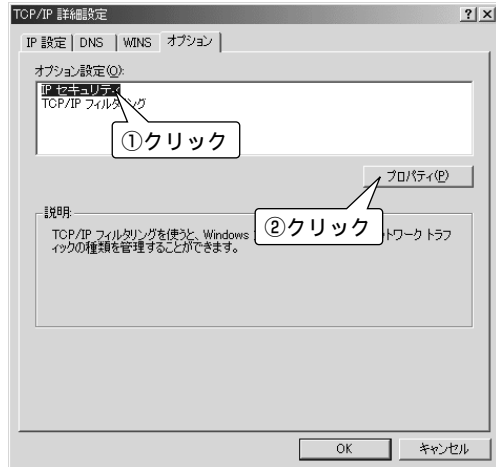 TCP/IP 詳細設定
IP 設定 DNS WINS オプション
オプション設定(O):
IP セキュリティ
TCP/IP フィルタリング
①クリック
プロパティ(P)
説明:
TCP/IP フィルタリングを使うと、Windows
②クリック
トワーク トラフ
ィックの種類を管理することができます。
OK キャンセル